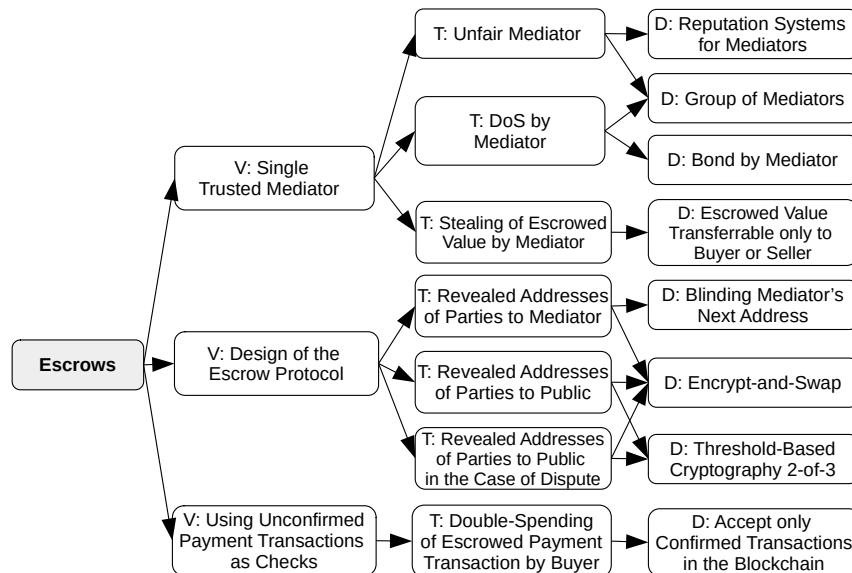 Escrows
V: Single
Trusted Mediator
V: Design of the
Escrow Protocol
V: Using Unconfirmed
Payment Transactions
as Checks
T: Unfair Mediator
T: DoS by
Mediator
T: Stealing of Escrowed
Value by Mediator
T: Revealed Addresses
of Parties to Mediator
T: Revealed Addresses
of Parties to Public
T: Revealed Addresses
of Parties to Public
in the Case of Dispute
T: Double-Spending
of Escrowed Payment
Transaction by Buyer
D: Reputation Systems
for Mediators
D: Group of Mediators
D: Bond by Mediator
D: Escrowed Value
Transferrable only to
Buyer or Seller
D: Blinding Mediator's
Next Address
D: Encrypt-and-Swap
D: Threshold-Based
Cryptography 2-of-3
D: Accept only
Confirmed Transactions
in the Blockchain